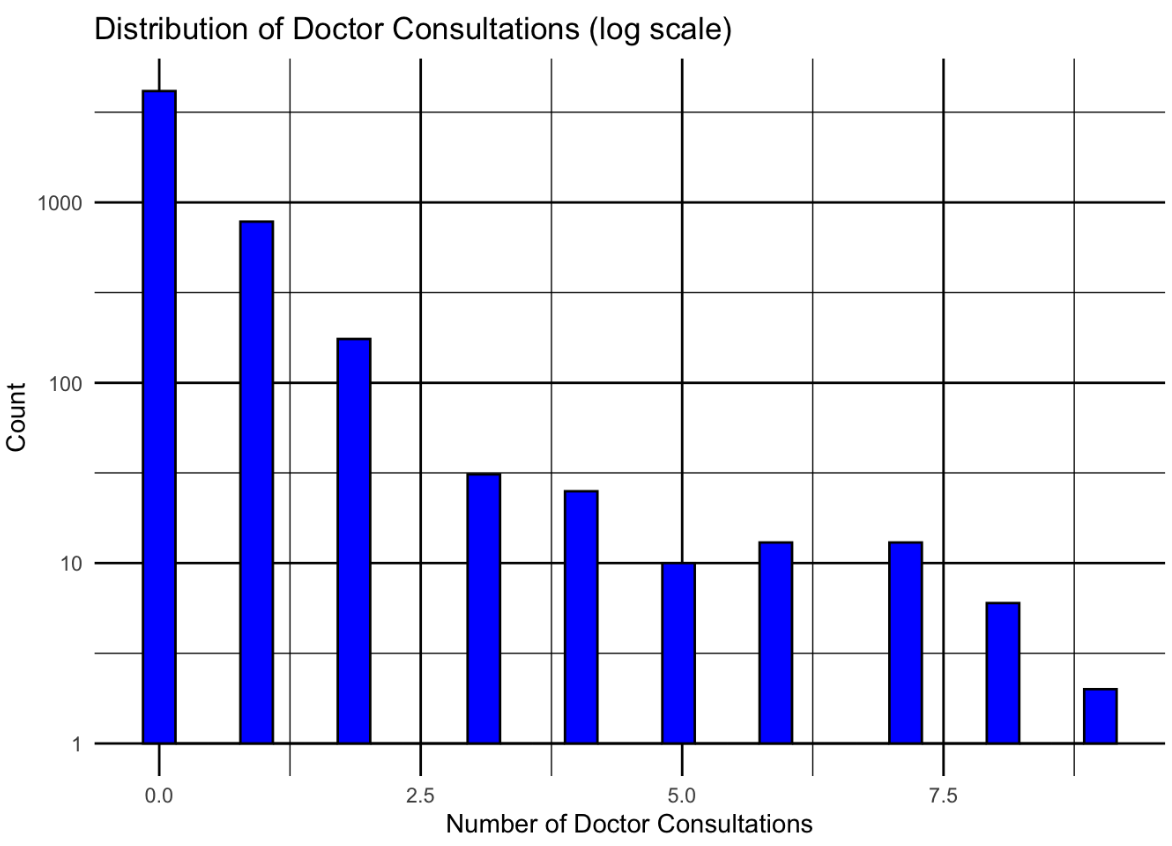 Distribution of Doctor Consultations (log scale)
1000
100
10
1
Count
0.0 2.5 5.0 7.5
Number of Doctor Consultations